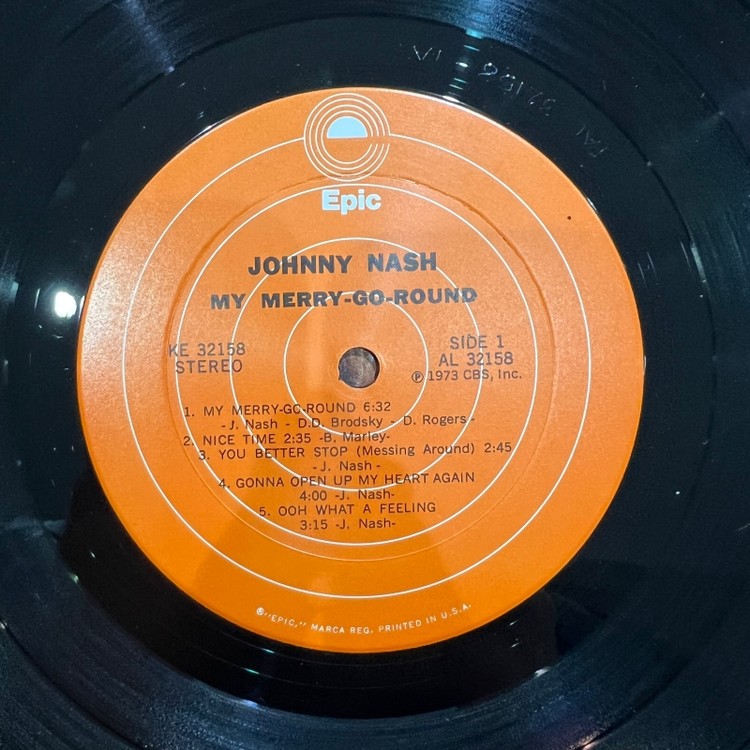 Epic
JOHNNY NASH
MY MERRY-GO-ROUND
KE 32158
STEREO
SIDE 1
AL 32158
Ⓟ 1973 CBS, Inc.
1. MY MERRY-GO-ROUND 6:32
-J. Nash - D.D. Brodsky - D. Rogers-
2. NICE TIME 2:35 -B. Marley-
3. YOU BETTER STOP (Messing Around) 2:45
-J. Nash-
4. GONNA OPEN UP MY HEART AGAIN
4:00 -J. Nash-
5. OOH WHAT A FEELING
3:15 -J. Nash-
®"EPIC," MARCA REG. PRINTED IN U.S.A.